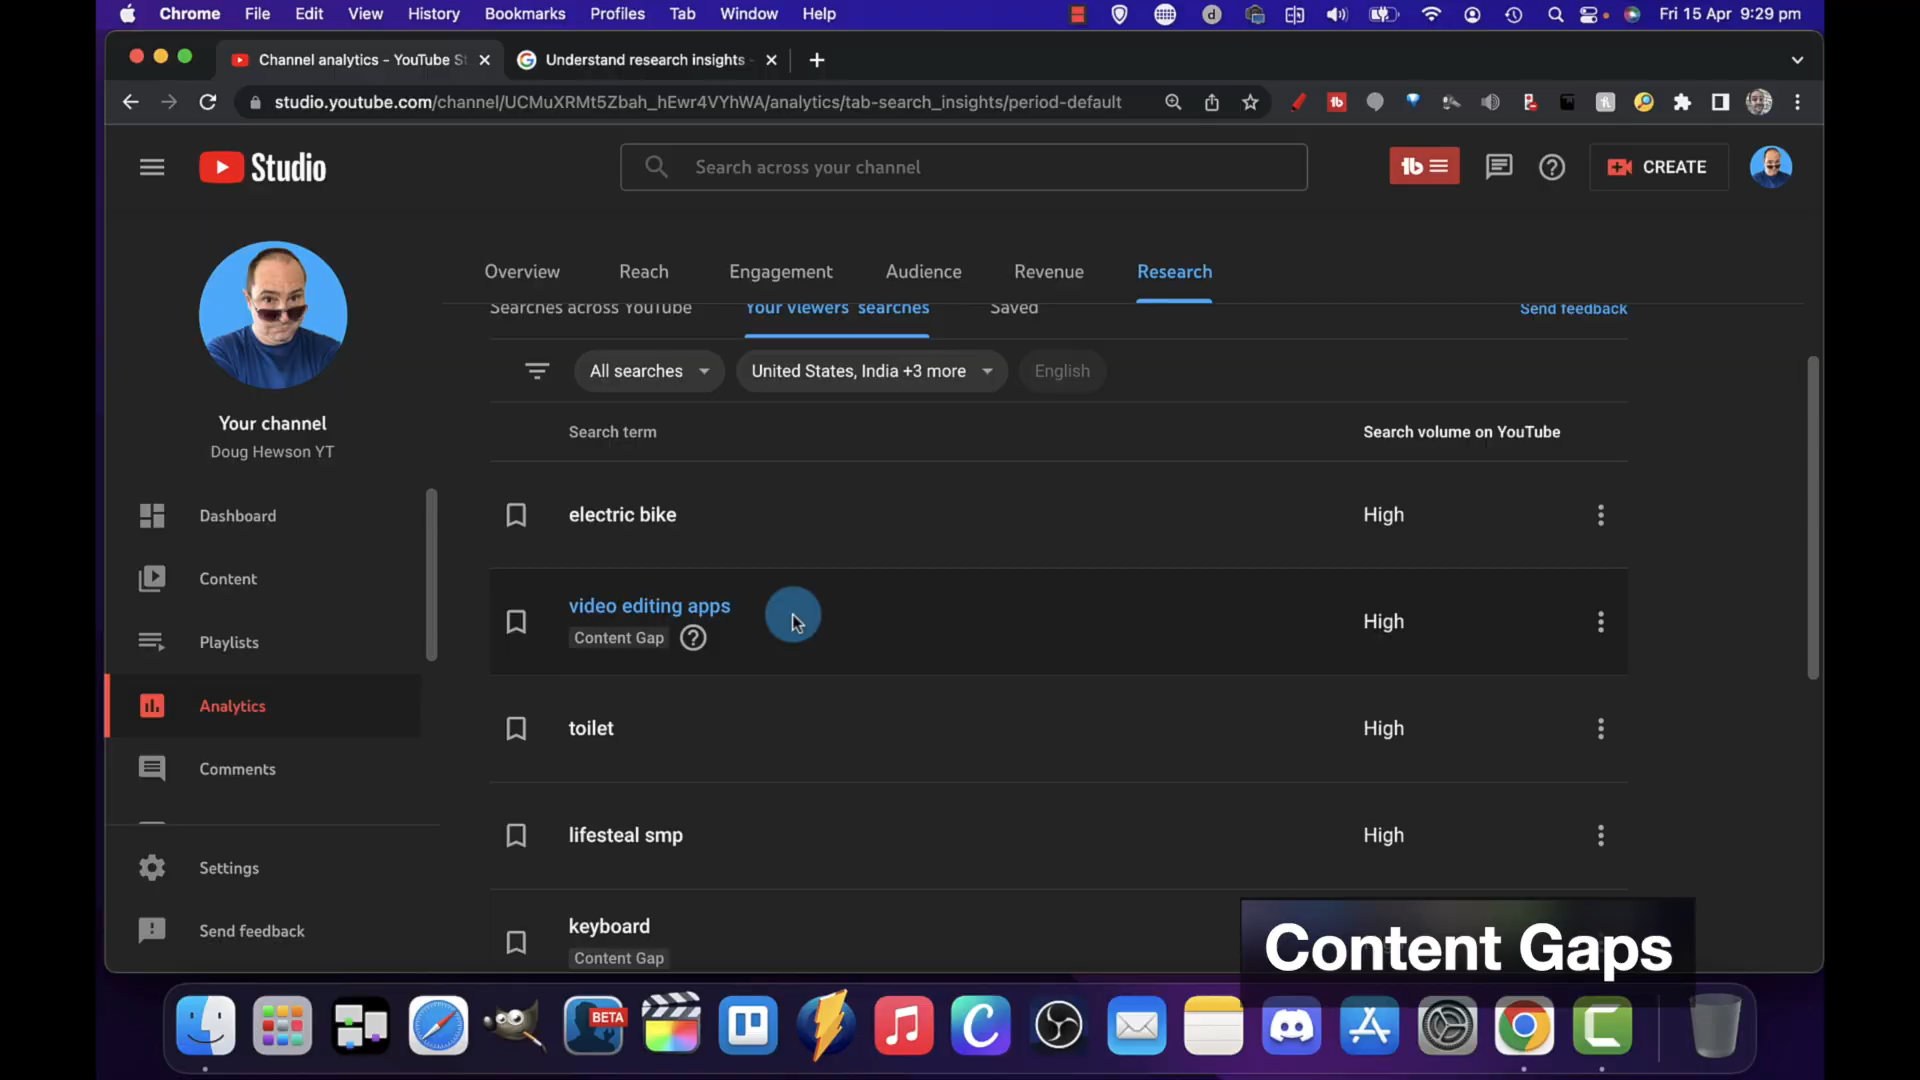 Chrome File Edit View History Bookmarks Profiles Tab Window Help Fri 15 Apr 9:29 pm
Channel analytics - YouTube St Understand research insights -
studio.youtube.com/channel/UCMuXRMt5Zbah_hEwr4VYhWA/analytics/tab-search_insights/period-default
Studio Search across your channel CREATE
Overview Reach Engagement Audience Revenue Research
Searches across YouTube Your viewers' searches Saved Send feedback
All searches United States, India +3 more English
Your channel
Doug Hewson YT
Search term Search volume on YouTube
Dashboard
Content
Playlists
Analytics
Comments
Settings
Send feedback
electric bike High
video editing apps High
Content Gap
toilet High
lifesteal smp High
keyboard
Content Gap
Content Gaps
BETA